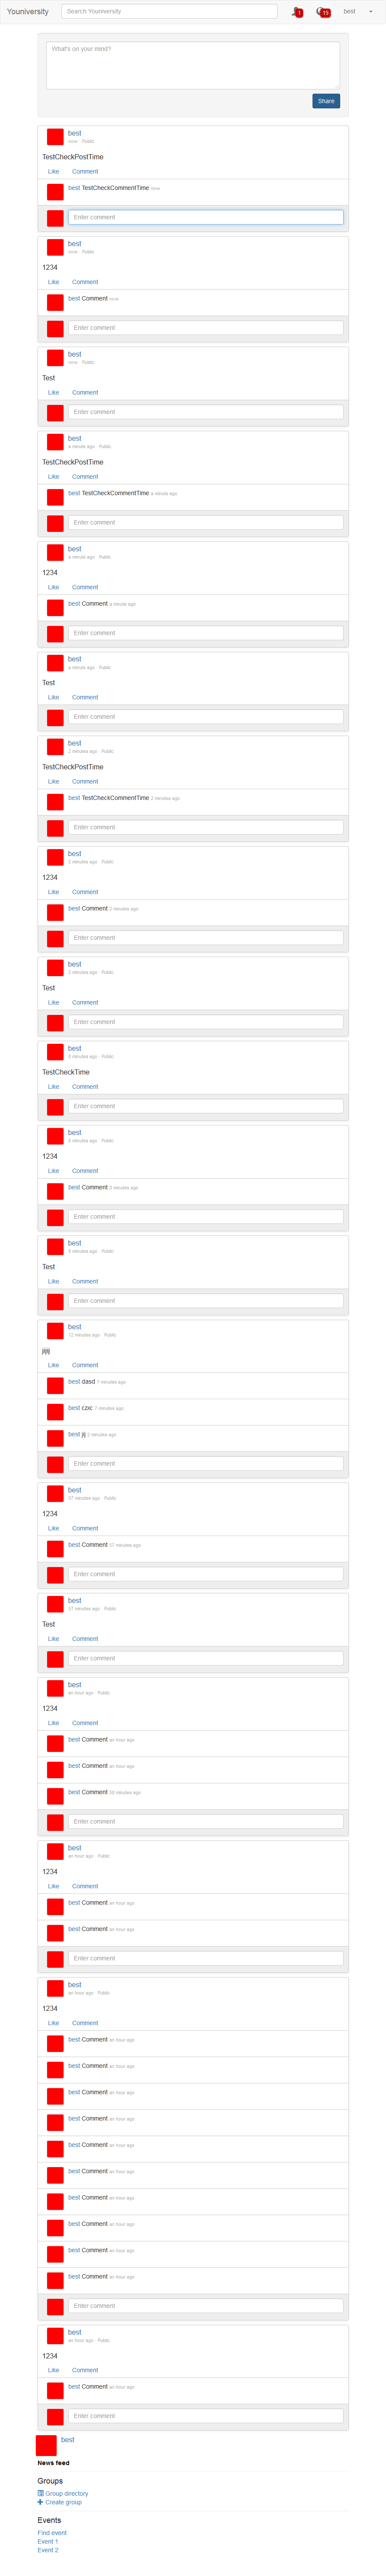 Youniversity Search Youniversity 1 19 best
What's on your mind?
Share
best
now · Public
TestCheckPostTime
Like Comment
best TestCheckCommentTime now
Enter comment
best
now · Public
1234
Like Comment
best Comment now
Enter comment
best
now · Public
Test
Like Comment
Enter comment
best
a minute ago · Public
TestCheckPostTime
Like Comment
best TestCheckCommentTime a minute ago
Enter comment
best
a minute ago · Public
1234
Like Comment
best Comment a minute ago
Enter comment
best
a minute ago · Public
Test
Like Comment
Enter comment
best
2 minutes ago · Public
TestCheckPostTime
Like Comment
best TestCheckCommentTime 2 minutes ago
Enter comment
best
2 minutes ago · Public
1234
Like Comment
best Comment 2 minutes ago
Enter comment
best
2 minutes ago · Public
Test
Like Comment
Enter comment
best
minutes ago · Public
TestCheckTime
Like Comment
Enter comment
best
minutes ago · Public
1234
Like Comment
best Comment minutes ago
Enter comment
best
minutes ago · Public
Test
Like Comment
Enter comment
best
12 minutes ago · Public
Like Comment
best dasd 7 minutes ago
best czxc 7 minutes ago
best jij 2 minutes ago
Enter comment
best
37 minutes ago · Public
1234
Like Comment
best Comment 37 minutes ago
Enter comment
best
37 minutes ago · Public
Test
Like Comment
Enter comment
best
an hour ago · Public
1234
Like Comment
best Comment an hour ago
best Comment an hour ago
best Comment minutes ago
Enter comment
best
an hour ago · Public
1234
Like Comment
best Comment an hour ago
best Comment an hour ago
Enter comment
best
an hour ago · Public
1234
Like Comment
best Comment an hour ago
best Comment an hour ago
best Comment an hour ago
best Comment an hour ago
best Comment an hour ago
best Comment an hour ago
best Comment an hour ago
best Comment an hour ago
best Comment an hour ago
best Comment an hour ago
Enter comment
best
an hour ago · Public
1234
Like Comment
best Comment an hour ago
Enter comment
best
News feed
Groups
Group directory
Create group
Events
Find event
Event 1
Event 2